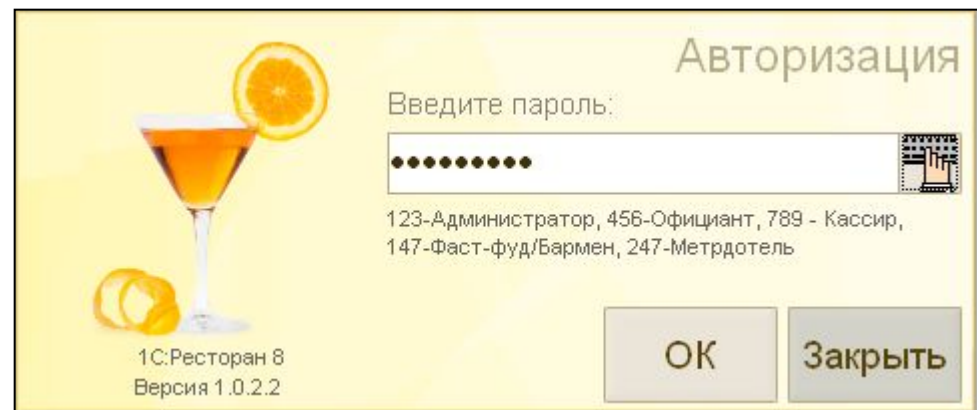 Авторизация
Введите пароль:
●●●●●●●●●
123-Администратор, 456-Официант, 789 - Кассир,
147-Фаст-фуд/Бармен, 247-Метрдотель
ОК
Закрыть
1С:Ресторан 8
Версия 1.0.2.2